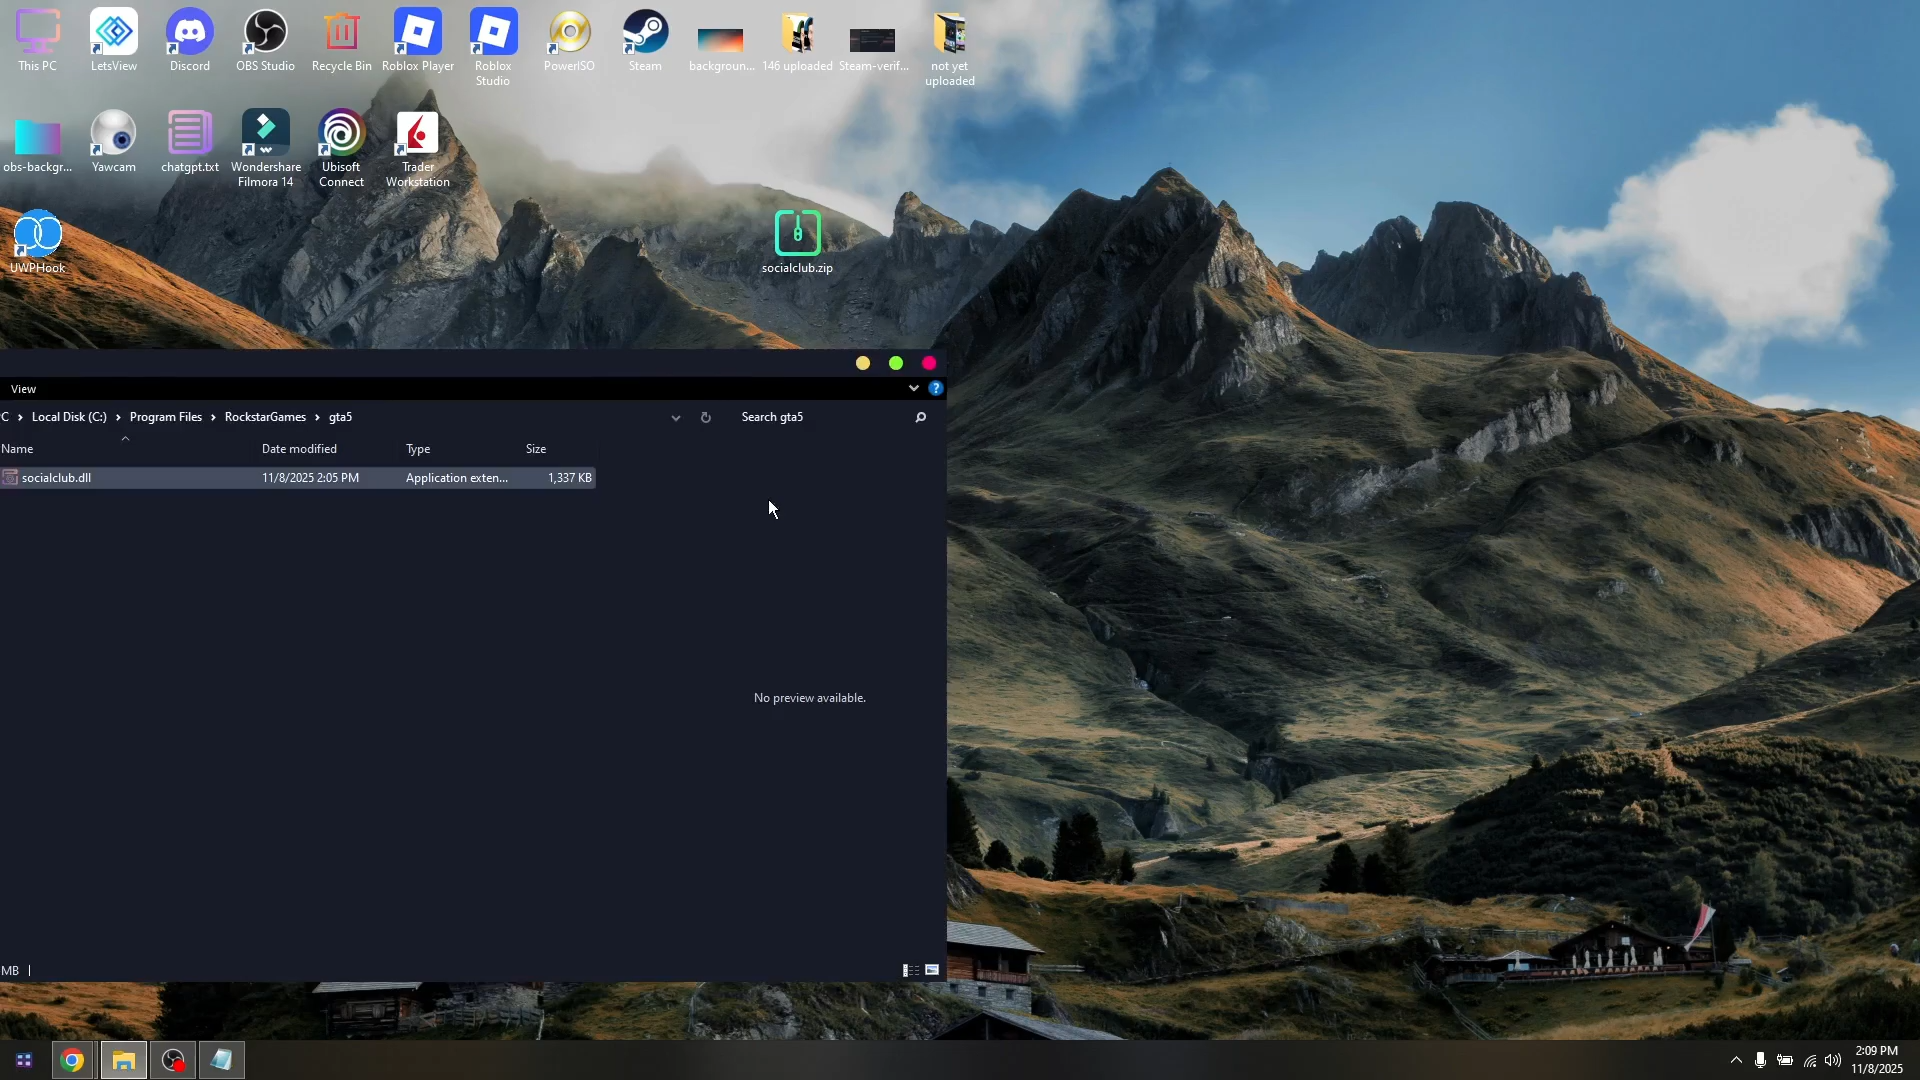 This PC
LetsView
Discord
OBS Studio
Recycle Bin
Roblox Player
Roblox
Studio
PowerISO
Steam
backgroun...
146 uploaded
Steam-verif...
not yet
uploaded
obs-backgr...
Yawcam
chatgpt.txt
Wondershare
Filmora 14
Ubisoft
Connect
Trader
Workstation
UWPHook
socialclub.zip
View
C › Local Disk (C:) › Program Files › RockstarGames › gta5
Search gta5
Name
Date modified
Type
Size
socialclub.dll
11/8/2025 2:05 PM
Application exten...
1,337 KB
No preview available.
MB
2:09 PM
11/8/2025